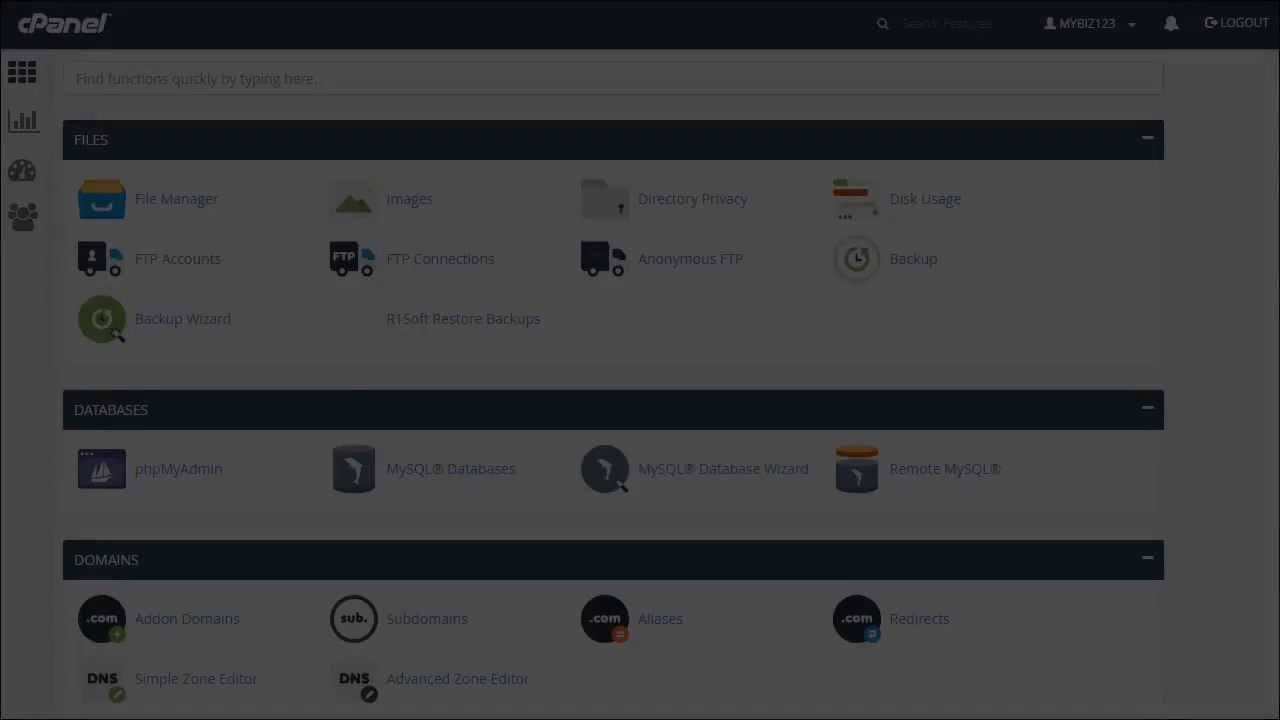 cPanel
Search Features
MYBIZ123
LOGOUT
Find functions quickly by typing here.
FILES
File Manager
Images
Directory Privacy
Disk Usage
FTP Accounts
FTP
FTP Connections
Anonymous FTP
Backup
Backup Wizard
R1Soft Restore Backups
DATABASES
phpMyAdmin
MySQL® Databases
MySQL® Database Wizard
Remote MySQL®
DOMAINS
.com
Addon Domains
sub.
Subdomains
.com
Aliases
.com
Redirects
DNS
Simple Zone Editor
DNS
Advanced Zone Editor